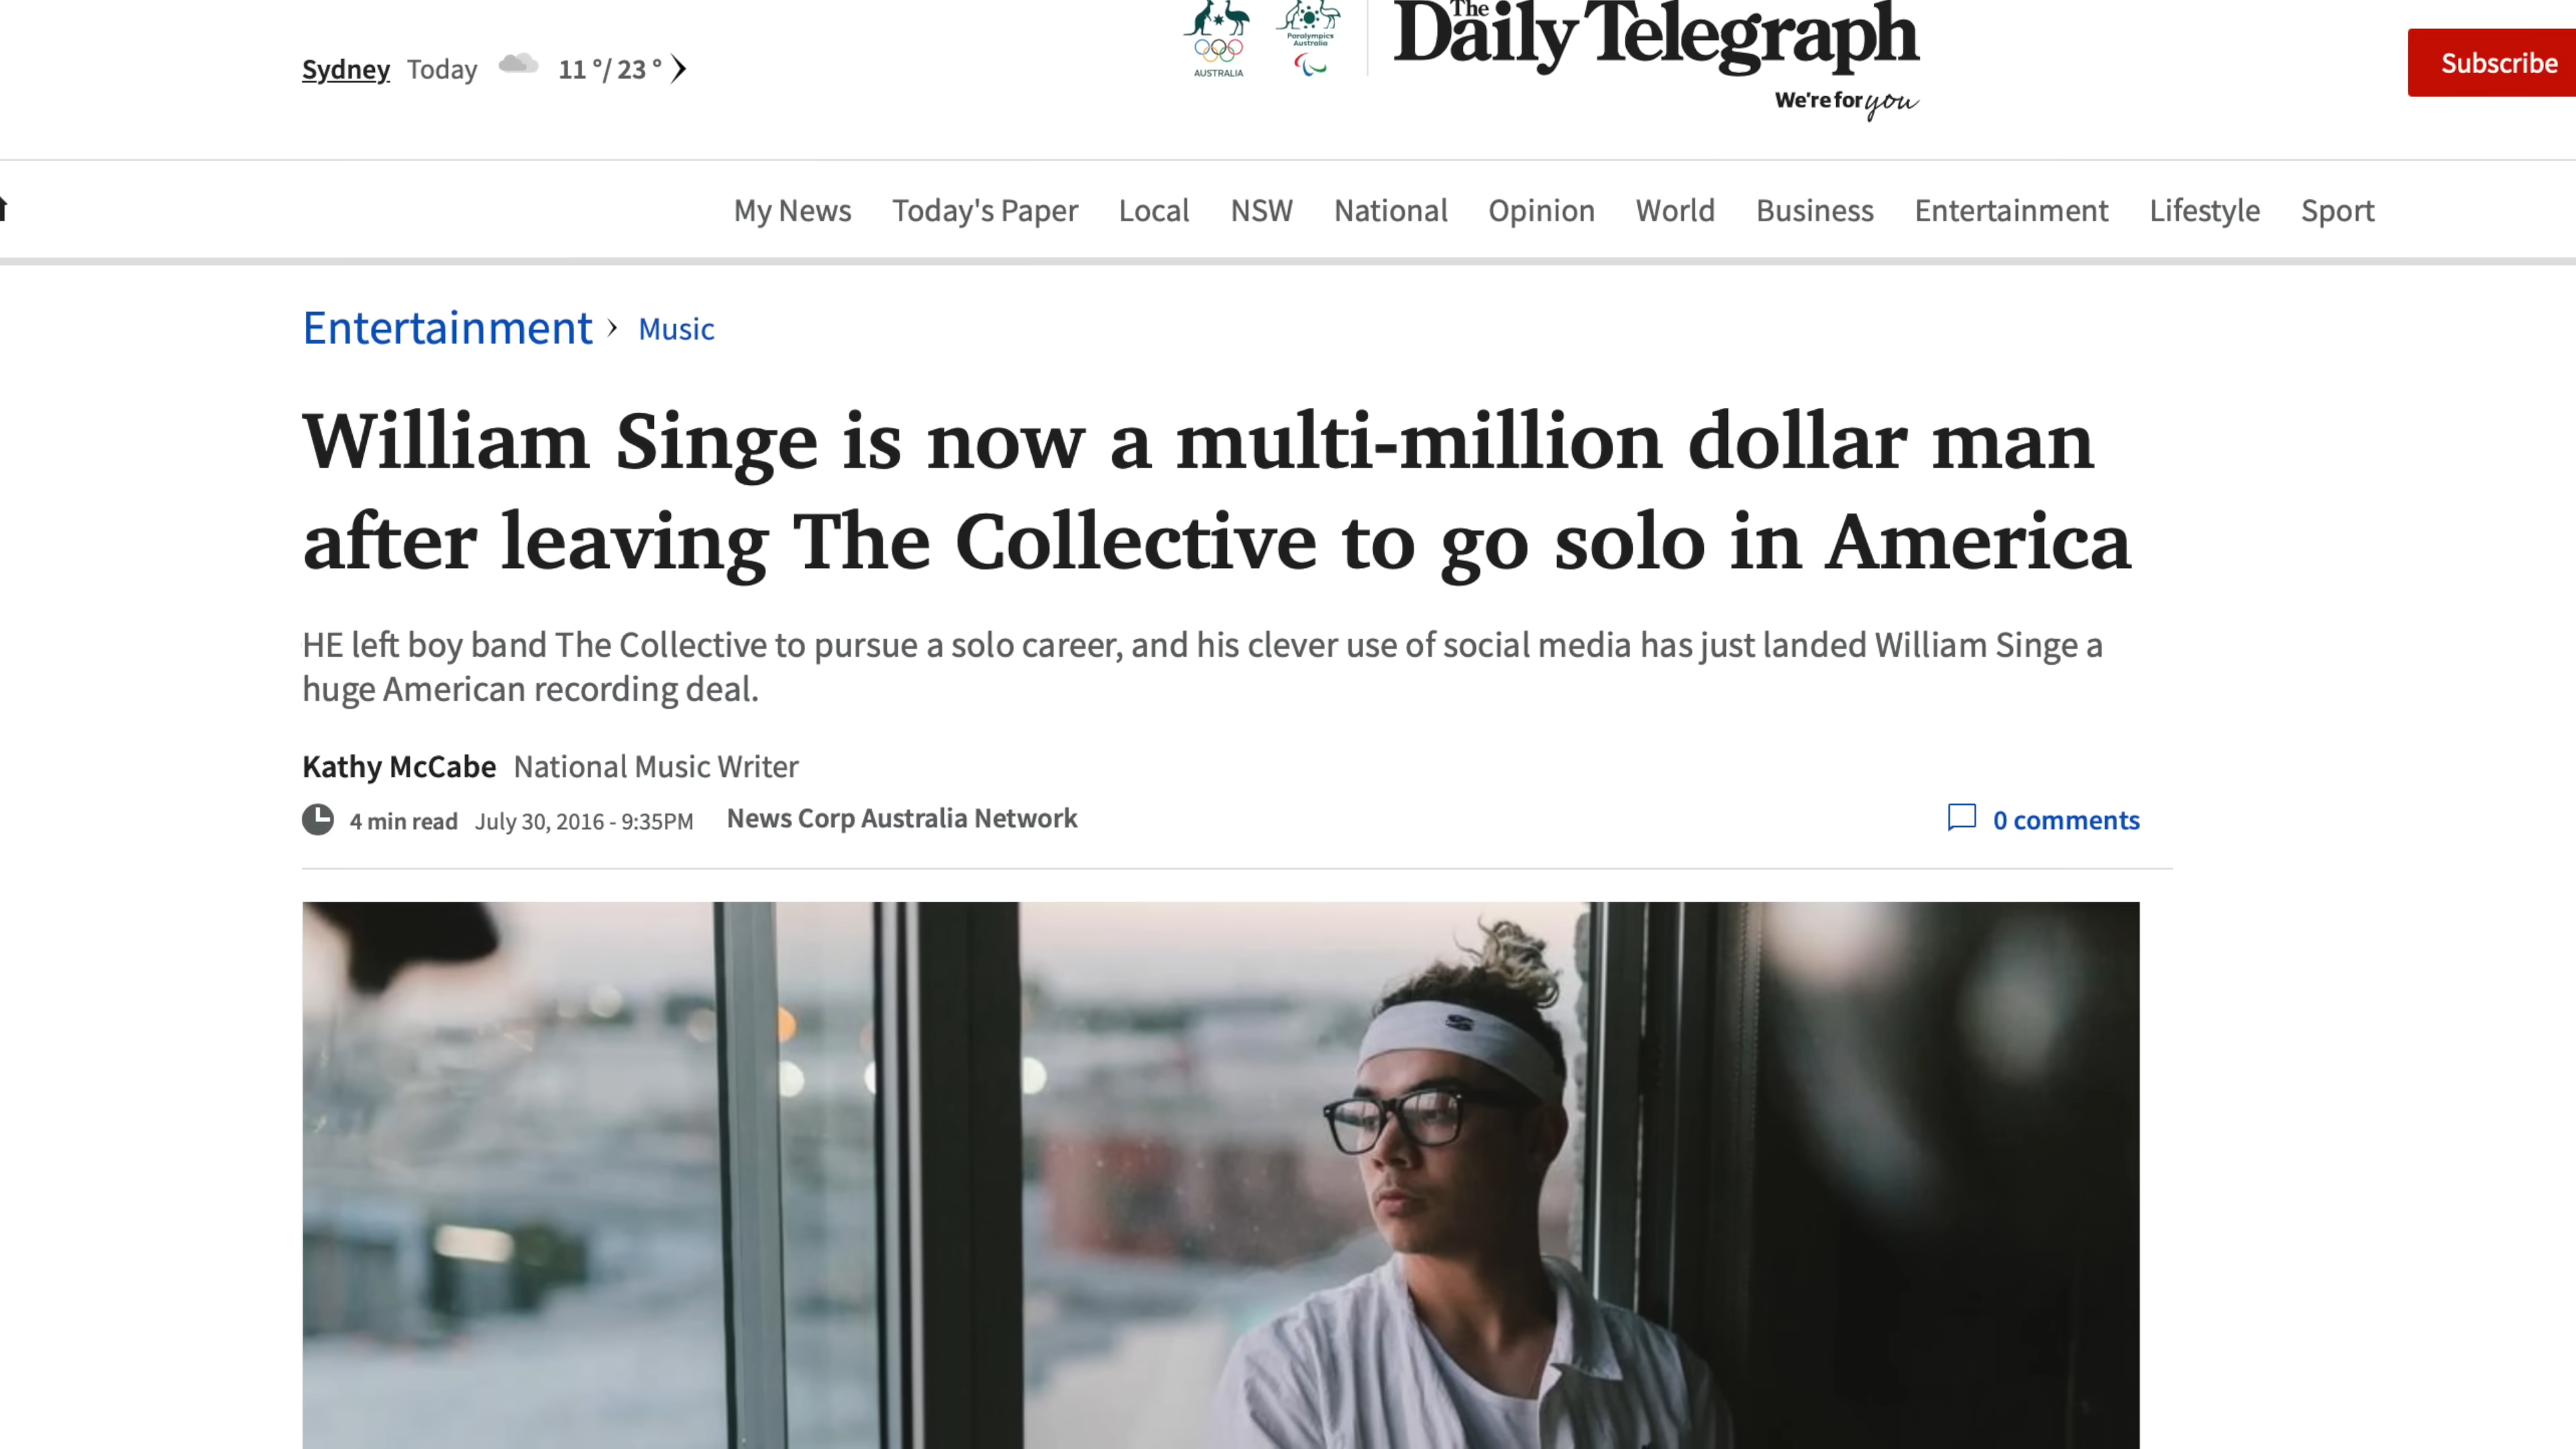 Sydney Today 11 °/ 23 °
AUSTRALIA
Paralympics
Australia
The Daily Telegraph
We're for you
Subscribe
My News Today's Paper Local NSW National Opinion World Business Entertainment Lifestyle Sport
Entertainment › Music
William Singe is now a multi-million dollar man
after leaving The Collective to go solo in America
HE left boy band The Collective to pursue a solo career, and his clever use of social media has just landed William Singe a
huge American recording deal.
Kathy McCabe National Music Writer
4 min read July 30, 2016 - 9:35PM News Corp Australia Network
0 comments